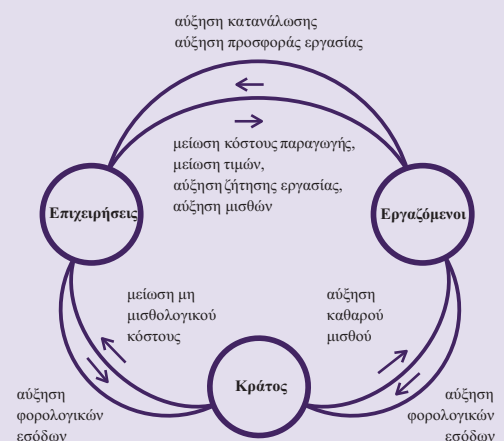 αύξηση κατανάλωσης
αύξηση προσφοράς εργασίας
μείωση κόστους παραγωγής,
μείωση τιμών,
αύξηση ζήτησης εργασίας,
αύξηση μισθών
Επιχειρήσεις
Εργαζόμενοι
μείωση μη
μισθολογικού
κόστους
αύξηση
καθαρού
μισθού
Κράτος
αύξηση
φορολογικών
εσόδων
αύξηση
φορολογικών
εσόδων